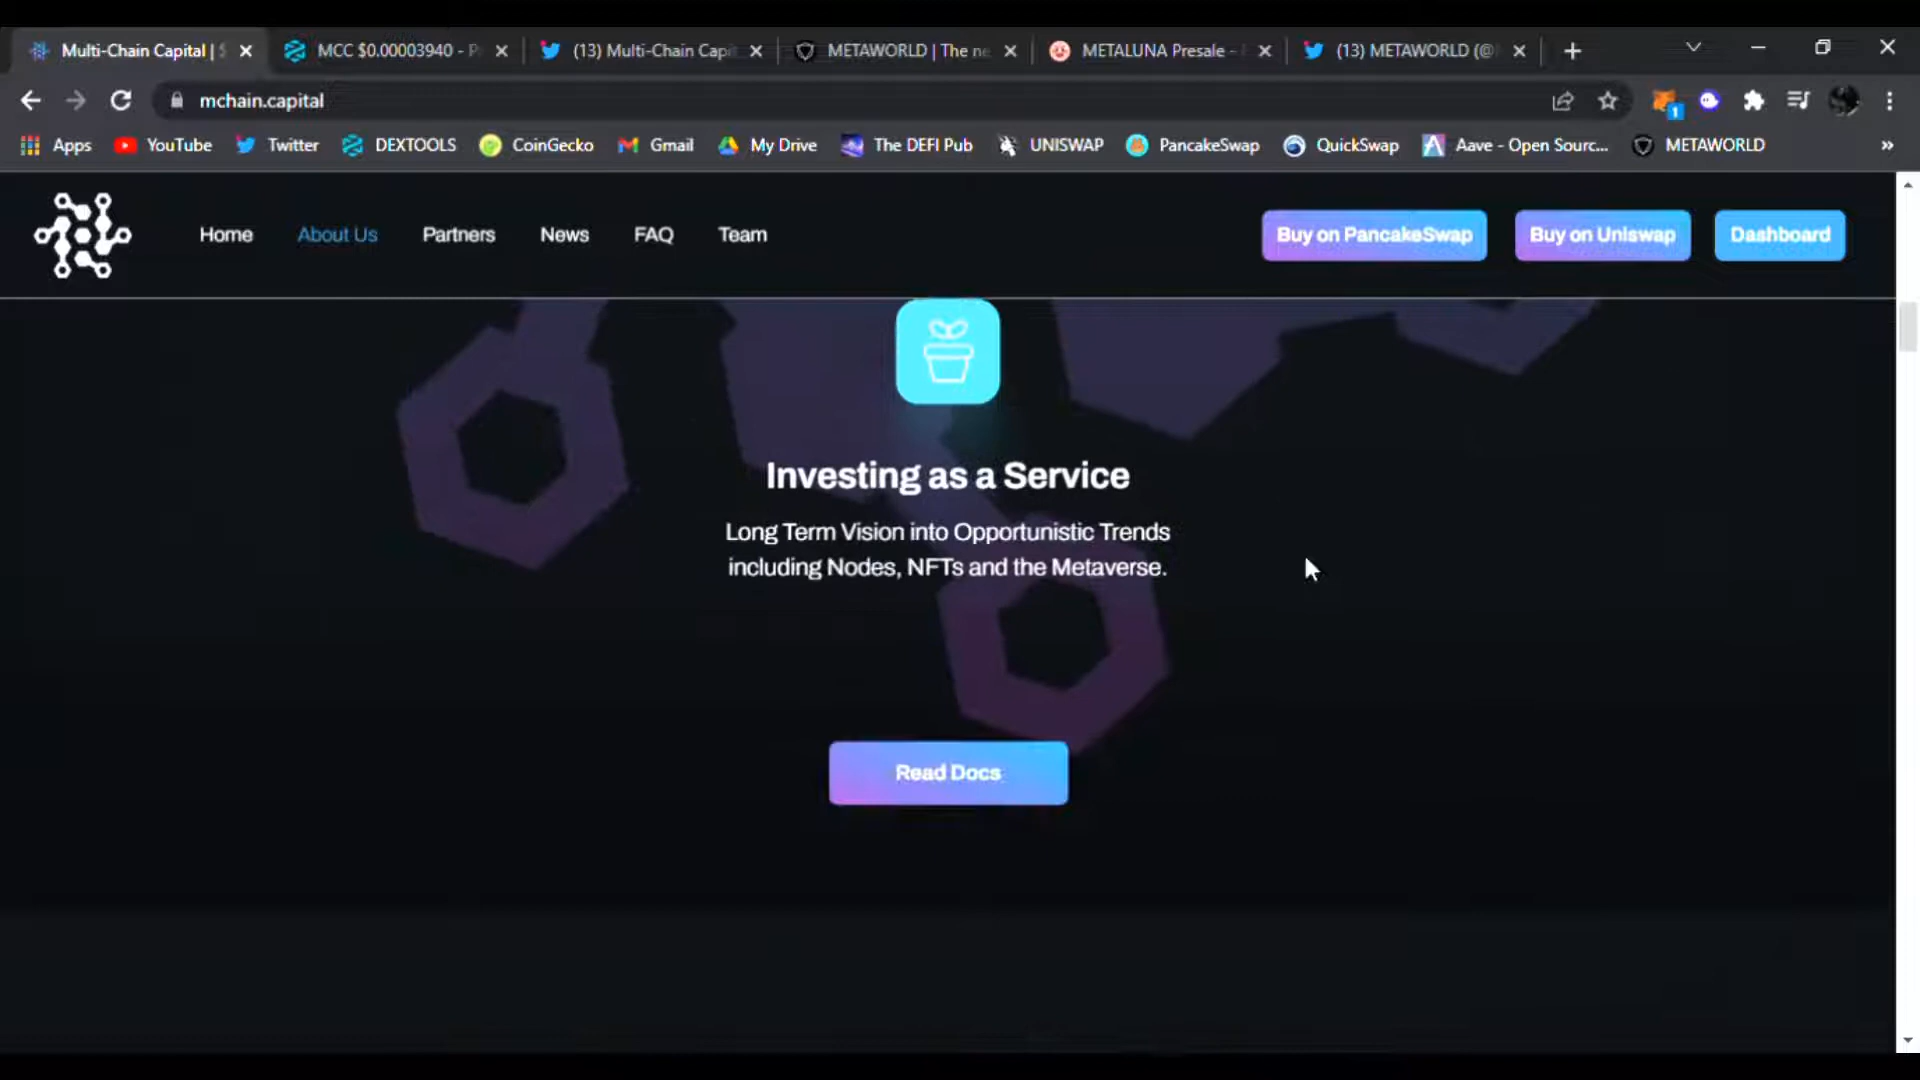 Multi-Chain Capital | $
MCC $0.00003940 - P
(13) Multi-Chain Capit
METAWORLD | The ne
METALUNA Presale -
(13) METAWORLD (@
mchain.capital
1
Apps
YouTube
Twitter
DEXTOOLS
CoinGecko
Gmail
My Drive
The DEFI Pub
UNISWAP
PancakeSwap
QuickSwap
Aave - Open Sourc...
METAWORLD
»
Home
About Us
Partners
News
FAQ
Team
Buy on PancakeSwap
Buy on Uniswap
Dashboard
Investing as a Service
Long Term Vision into Opportunistic Trends
including Nodes, NFTs and the Metaverse.
Read Docs